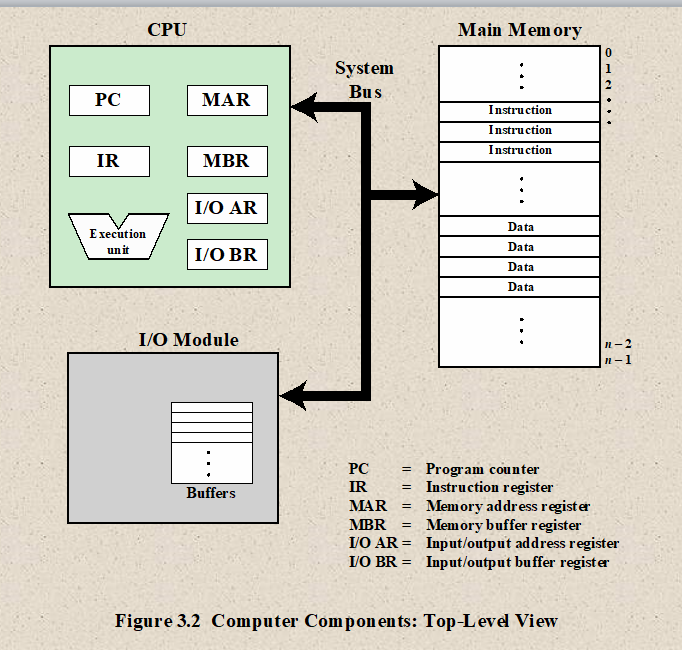 CPU
Main Memory
System
Bus
PC
MAR
IR
MBR
I/O AR
I/O BR
Execution
unit
0
1
2
Instruction
Instruction
Instruction
Data
Data
Data
Data
n – 2
n – 1
I/O Module
Buffers
PC = Program counter
IR = Instruction register
MAR = Memory address register
MBR = Memory buffer register
I/O AR = Input/output address register
I/O BR = Input/output buffer register
Figure 3.2 Computer Components: Top-Level View